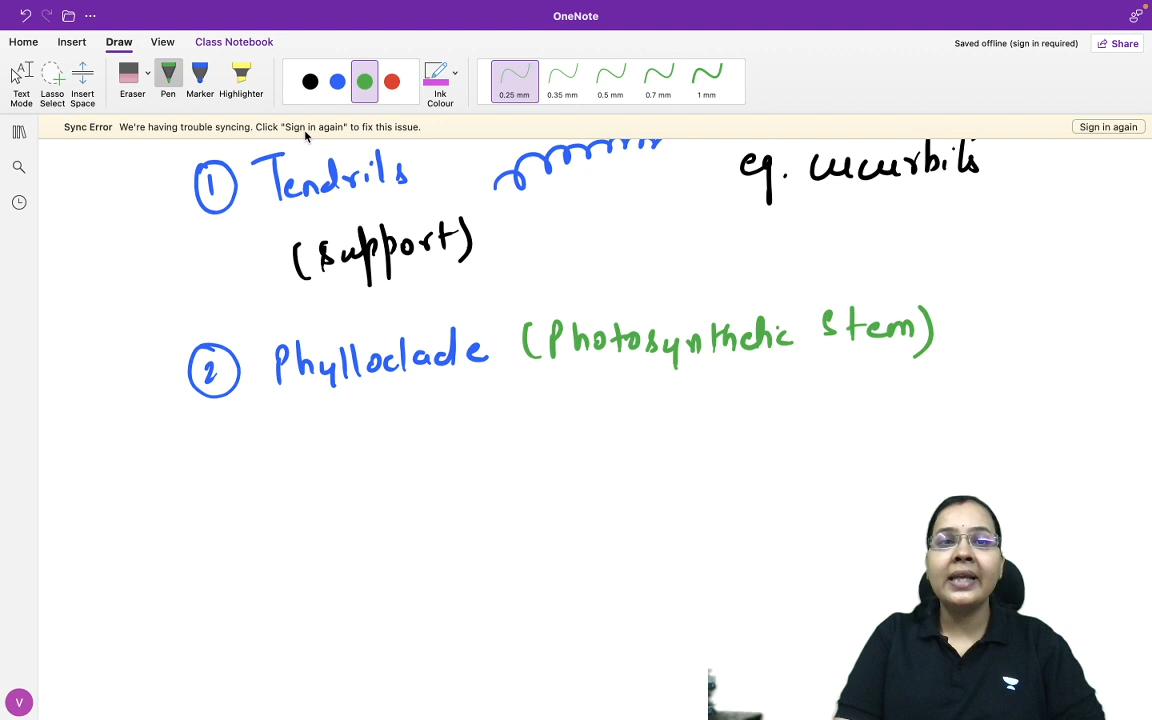 OneNote
Home Insert Draw View Class Notebook
Saved offline (sign in required) Share
Text Mode
Lasso Select
Insert Space
Eraser
Pen
Marker
Highlighter
Ink Colour
0.25 mm 0.35 mm 0.5 mm 0.7 mm 1 mm
Sync Error We're having trouble syncing. Click "Sign in again" to fix this issue. Sign in again
① Tendrils eg. cucurbits
(support)
② Phylloclade (Photosynthetic stem)
V